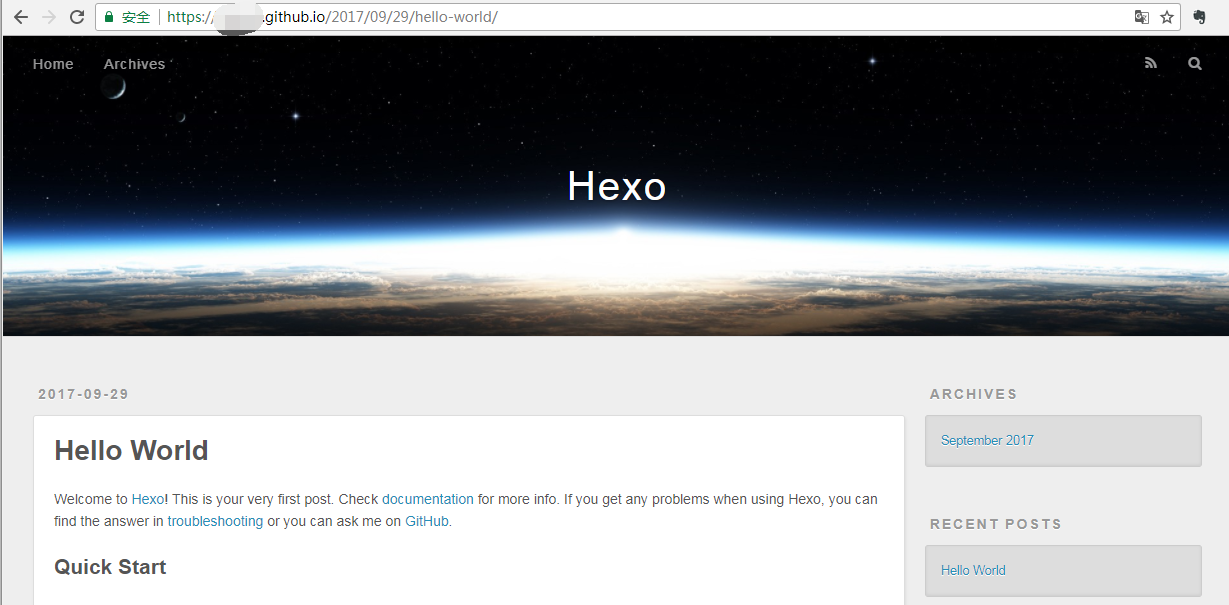 安全 https://.github.io/2017/09/29/hello-world/
Home Archives
Hexo
2017-09-29
Hello World
Welcome to Hexo! This is your very first post. Check documentation for more info. If you get any problems when using Hexo, you can
find the answer in troubleshooting or you can ask me on GitHub.
Quick Start
ARCHIVES
September 2017
RECENT POSTS
Hello World